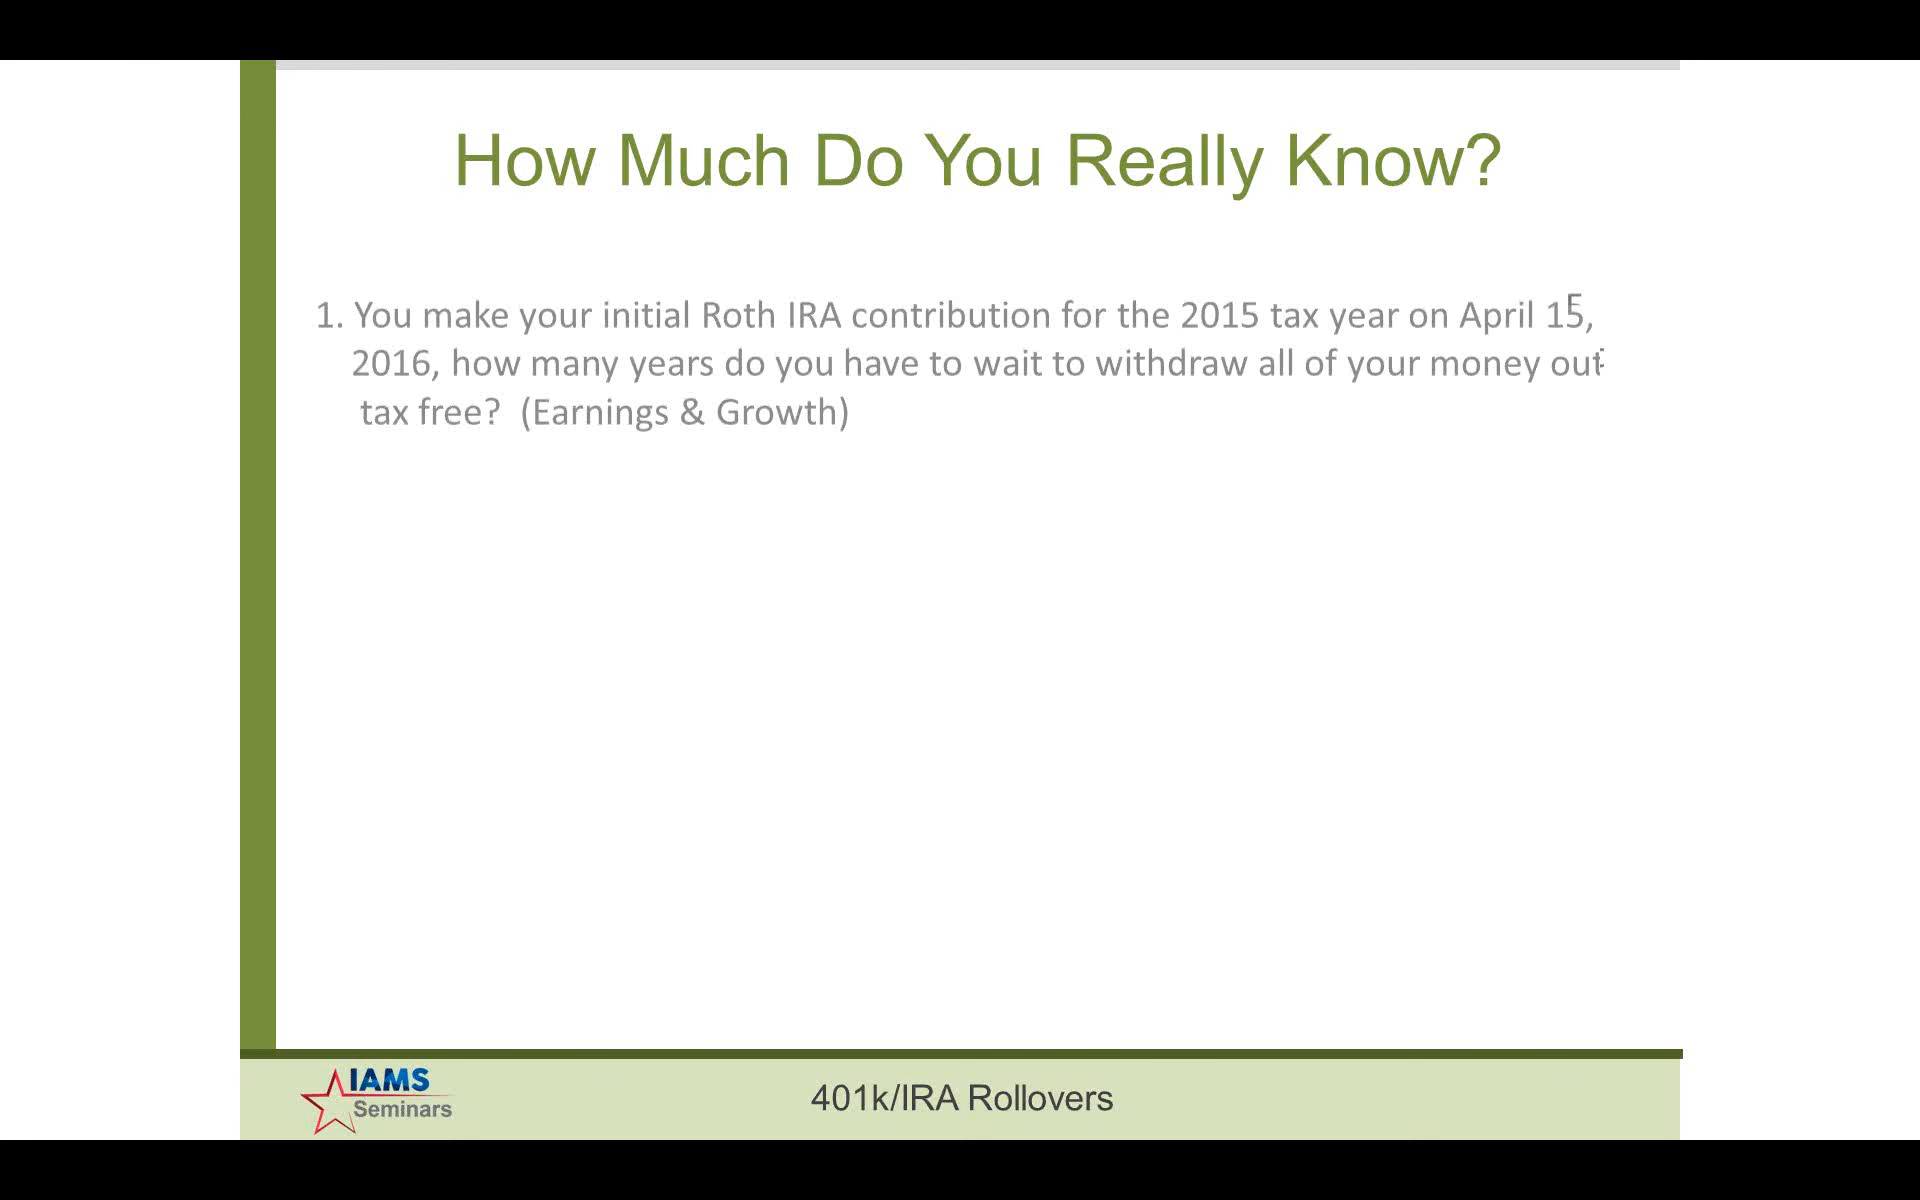 How Much Do You Really Know?
1. You make your initial Roth IRA contribution for the 2015 tax year on April 15,
2016, how many years do you have to wait to withdraw all of your money out
tax free? (Earnings & Growth)
IAMS
Seminars
401k/IRA Rollovers